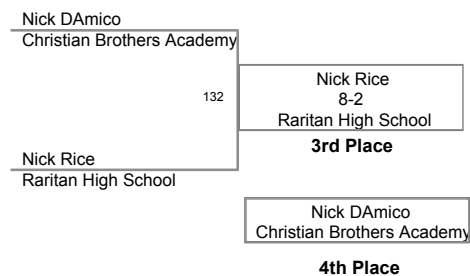 Nick DAmico
Christian Brothers Academy
132
Nick Rice
8-2
Raritan High School
3rd Place
Nick Rice
Raritan High School
Nick DAmico
Christian Brothers Academy
4th Place